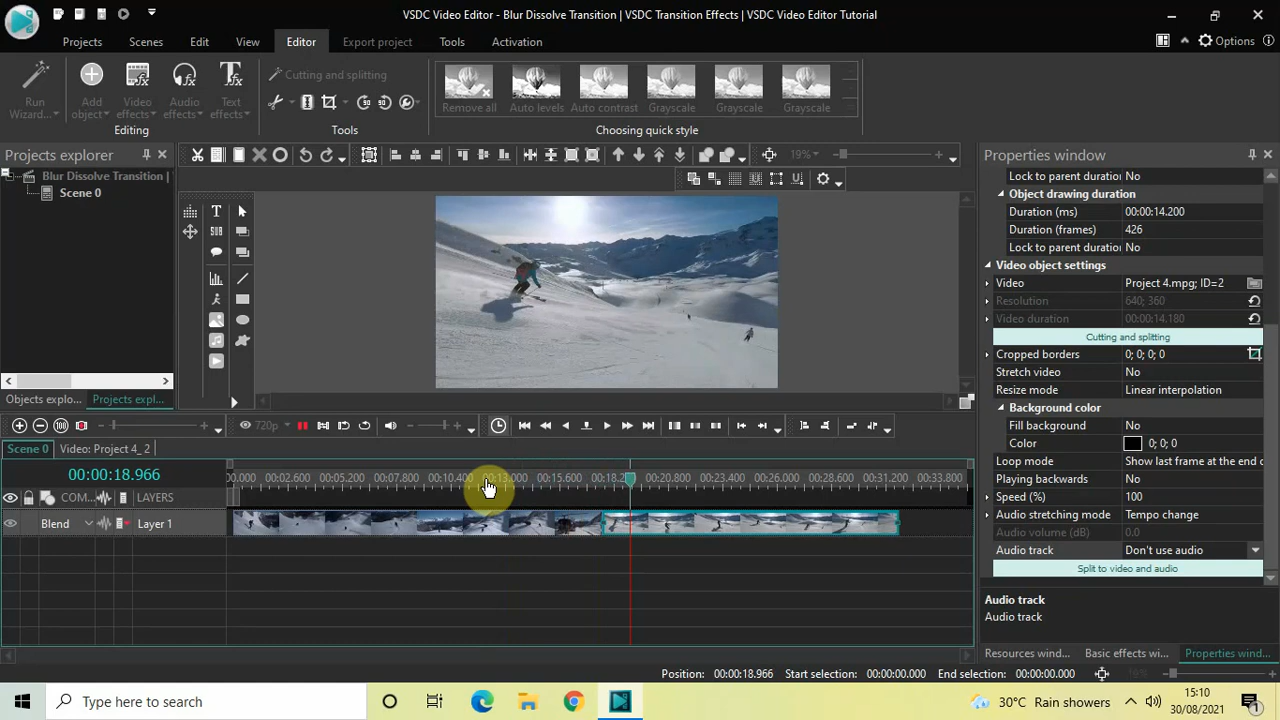 VSDC Video Editor - Blur Dissolve Transition | VSDC Transition Effects | VSDC Video Editor Tutorial
Projects Scenes Edit View Editor Export project Tools Activation Options
Run Wizard... Add object Video effects Audio effects Text effects
Editing
Cutting and splitting
Tools
Remove all Auto levels Auto contrast Grayscale Grayscale Grayscale
Choosing quick style
Projects explorer
Blur Dissolve Transition
Scene 0
Objects explo... Projects expl...
19%
Properties window
Lock to parent duration No
Object drawing duration
Duration (ms) 00:00:14.200
Duration (frames) 426
Lock to parent duration No
Video object settings
Video Project 4.mpg; ID=2
Resolution 640; 360
Video duration 00:00:14.180
Cutting and splitting
Cropped borders 0; 0; 0; 0
Stretch video No
Resize mode Linear interpolation
Background color
Fill background No
Color 0; 0; 0
Loop mode Show last frame at the end o
Playing backwards No
Speed (%) 100
Audio stretching mode Tempo change
Audio volume (dB) 0.0
Audio track Don't use audio
Split to video and audio
Audio track
Audio track
Resources wind... Basic effects wi... Properties wind...
720p
Scene 0 Video: Project 4_ 2
00:00:18.966
00:02.600 00:05.200 00:07.800 00:10.400 00:13.000 00:15.600 00:20.800 00:23.400 00:26.000 00:28.600 00:31.200 00:33.800
COM... LAYERS
Blend Layer 1
Position: 00:00:18.966 Start selection: 00:00:00.000 End selection: 00:00:00.000
Type here to search
30°C Rain showers
15:10
30/08/2021